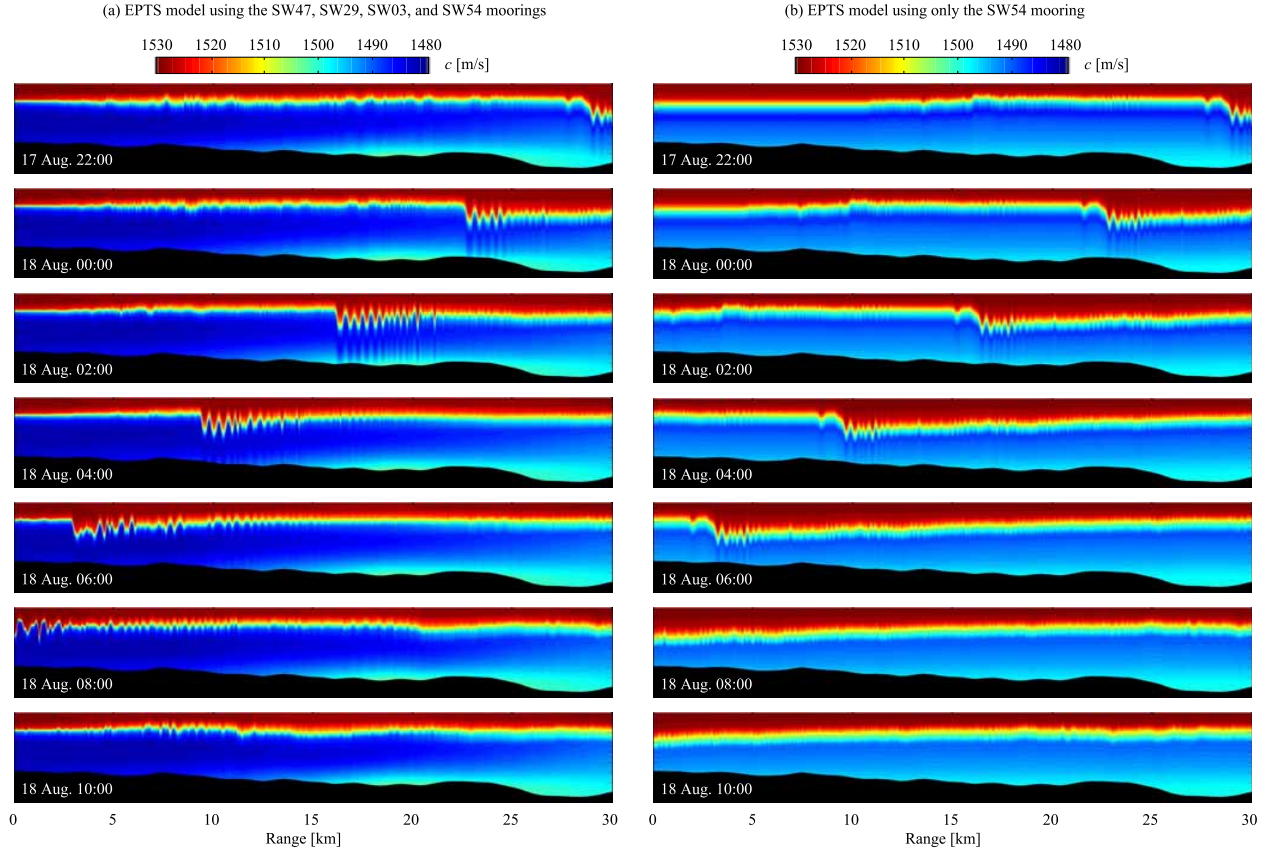 (a) EPTS model using the SW47, SW29, SW03, and SW54 moorings
1530 1520 1510 1500 1490 1480
c [m/s]
17 Aug. 22:00
18 Aug. 00:00
18 Aug. 02:00
18 Aug. 04:00
18 Aug. 06:00
18 Aug. 08:00
18 Aug. 10:00
0 5 10 15 20 25 30
Range [km]
(b) EPTS model using only the SW54 mooring
1530 1520 1510 1500 1490 1480
c [m/s]
17 Aug. 22:00
18 Aug. 00:00
18 Aug. 02:00
18 Aug. 04:00
18 Aug. 06:00
18 Aug. 08:00
18 Aug. 10:00
0 5 10 15 20 25 30
Range [km]